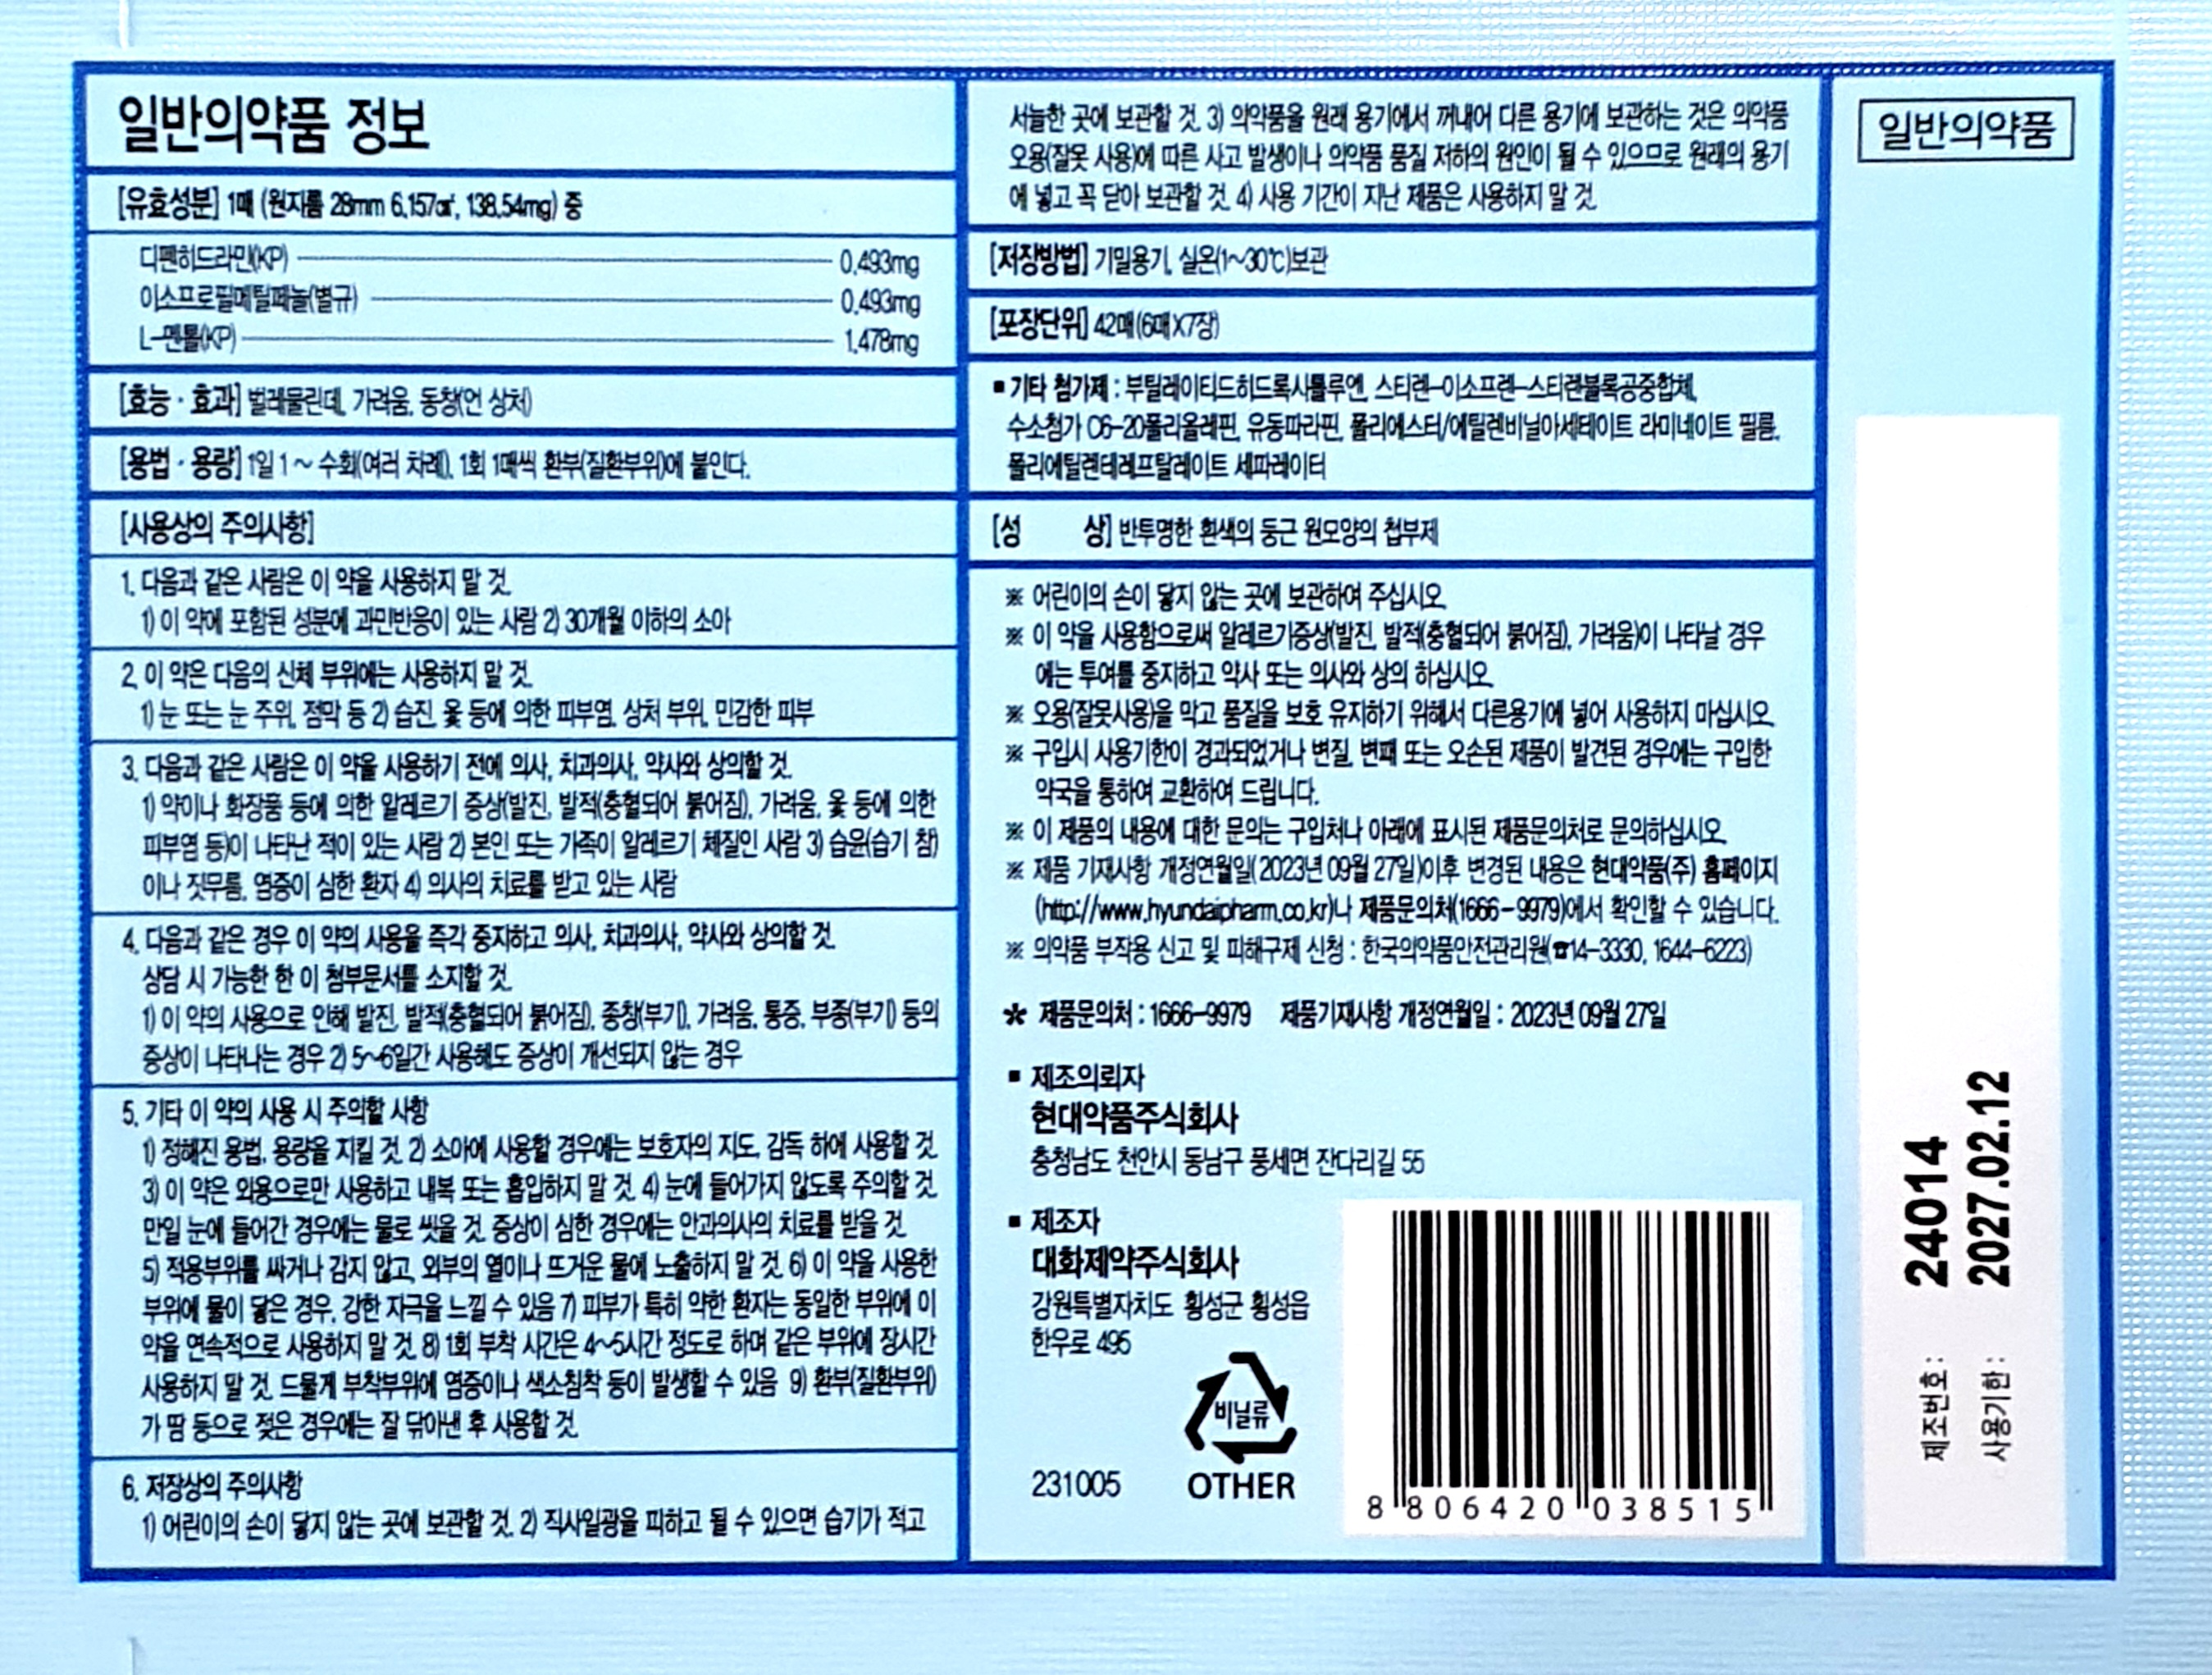 일반의약품 정보
[유효성분] 1매 (원지름 28mm 6.157㎠, 138.54mg) 중
디펜히드라민(KP) 0.493mg
이소프로필메틸페놀(별규) 0.493mg
L-멘톨(KP) 1.478mg
[효능·효과] 벌레물린데, 가려움, 동창(언 상처)
[용법·용량] 1일 1~수회(여러 차례), 1회 1매씩 환부(질환부위)에 붙인다.
[사용상의 주의사항]
1. 다음과 같은 사람은 이 약을 사용하지 말 것.
1) 이 약에 포함된 성분에 과민반응이 있는 사람 2) 30개월 이하의 소아
2. 이 약은 다음의 신체 부위에는 사용하지 말 것.
1) 눈 또는 눈 주위, 점막 등 2) 습진, 옻 등에 의한 피부염, 상처 부위, 민감한 피부
3. 다음과 같은 사람은 이 약을 사용하기 전에 의사, 치과의사, 약사와 상의할 것.
1) 약이나 화장품 등에 의한 알레르기 증상(발진, 발적(충혈되어 붉어짐), 가려움, 옻 등에 의한
피부염 등)이 나타난 적이 있는 사람 2) 본인 또는 가족이 알레르기 체질인 사람 3) 습윤(습기 참)
이나 짓무름, 염증이 심한 환자 4) 의사의 치료를 받고 있는 사람
4. 다음과 같은 경우 이 약의 사용을 즉각 중지하고 의사, 치과의사, 약사와 상의할 것.
상담 시 가능한 한 이 첨부문서를 소지할 것.
1) 이 약의 사용으로 인해 발진, 발적(충혈되어 붉어짐), 종창(부기), 가려움, 통증, 부종(부기) 등의
증상이 나타나는 경우 2) 5~6일간 사용해도 증상이 개선되지 않는 경우
5. 기타 이 약의 사용 시 주의할 사항
1) 정해진 용법, 용량을 지킬 것. 2) 소아에 사용할 경우에는 보호자의 지도, 감독 하에 사용할 것.
3) 이 약은 외용으로만 사용하고 내복 또는 흡입하지 말 것. 4) 눈에 들어가지 않도록 주의할 것.
만일 눈에 들어간 경우에는 물로 씻을 것. 증상이 심한 경우에는 안과의사의 치료를 받을 것.
5) 적용부위를 싸거나 감지 않고, 외부의 열이나 뜨거운 물에 노출하지 말 것. 6) 이 약을 사용한
부위에 물이 닿은 경우, 강한 자극을 느낄 수 있음 7) 피부가 특히 약한 환자는 동일한 부위에 이
약을 연속적으로 사용하지 말 것. 8) 1회 부착 시간은 4~5시간 정도로 하며 같은 부위에 장시간
사용하지 말 것. 드물게 부착부위에 염증이나 색소침착 등이 발생할 수 있음 9) 환부(질환부위)
가 땀 등으로 젖은 경우에는 잘 닦아낸 후 사용할 것.
6. 저장상의 주의사항
1) 어린이의 손이 닿지 않는 곳에 보관할 것. 2) 직사일광을 피하고 될 수 있으면 습기가 적고
서늘한 곳에 보관할 것. 3) 의약품을 원래 용기에서 꺼내어 다른 용기에 보관하는 것은 의약품
오용(잘못 사용)에 따른 사고 발생이나 의약품 품질 저하의 원인이 될 수 있으므로 원래의 용기
에 넣고 꼭 닫아 보관할 것. 4) 사용 기간이 지난 제품은 사용하지 말 것.
[저장방법] 기밀용기, 실온(1~30℃)보관
[포장단위] 42매(6매X7장)
▪ 기타 첨가제 : 부틸레이티드히드록시톨루엔, 스티렌-이소프렌-스티렌블록공중합체,
수소첨가 C6-20폴리올레핀, 유동파라핀, 폴리에스터/에틸렌비닐아세테이트 라미네이트 필름,
폴리에틸렌테레프탈레이트 세파레이터
[성 상] 반투명한 흰색의 둥근 원모양의 첩부제
※ 어린이의 손이 닿지 않는 곳에 보관하여 주십시오.
※ 이 약을 사용함으로써 알레르기증상(발진, 발적(충혈되어 붉어짐), 가려움)이 나타날 경우
에는 투여를 중지하고 약사 또는 의사와 상의 하십시오.
※ 오용(잘못사용)을 막고 품질을 보호 유지하기 위해서 다른용기에 넣어 사용하지 마십시오.
※ 구입시 사용기한이 경과되었거나 변질, 변패 또는 오손된 제품이 발견된 경우에는 구입한
약국을 통하여 교환하여 드립니다.
※ 이 제품의 내용에 대한 문의는 구입처나 아래에 표시된 제품문의처로 문의하십시오.
※ 제품 기재사항 개정연월일(2023년 09월 27일)이후 변경된 내용은 현대약품(주) 홈페이지
(http://www.hyundaipharm.co.kr)나 제품문의처(1666-9979)에서 확인할 수 있습니다.
※ 의약품 부작용 신고 및 피해구제 신청 : 한국의약품안전관리원(☎14-3330, 1644-6223)
* 제품문의처 : 1666-9979 제품기재사항 개정연월일 : 2023년 09월 27일
▪ 제조의뢰자
현대약품주식회사
충청남도 천안시 동남구 풍세면 잔다리길 55
▪ 제조자
대화제약주식회사
강원특별자치도 횡성군 횡성읍
한우로 495
비닐류
231005 OTHER
8 806420 038515
일반의약품
제조번호 : 24014
사용기한 : 2027.02.12